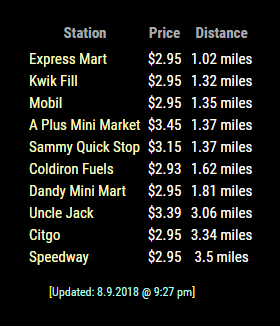 Station Price Distance
Express Mart $2.95 1.02 miles
Kwik Fill $2.95 1.32 miles
Mobil $2.95 1.35 miles
A Plus Mini Market $3.45 1.37 miles
Sammy Quick Stop $3.15 1.37 miles
Coldiron Fuels $2.93 1.62 miles
Dandy Mini Mart $2.95 1.81 miles
Uncle Jack $3.39 3.06 miles
Citgo $2.95 3.34 miles
Speedway $2.95 3.5 miles
[Updated: 8.9.2018 @ 9:27 pm]